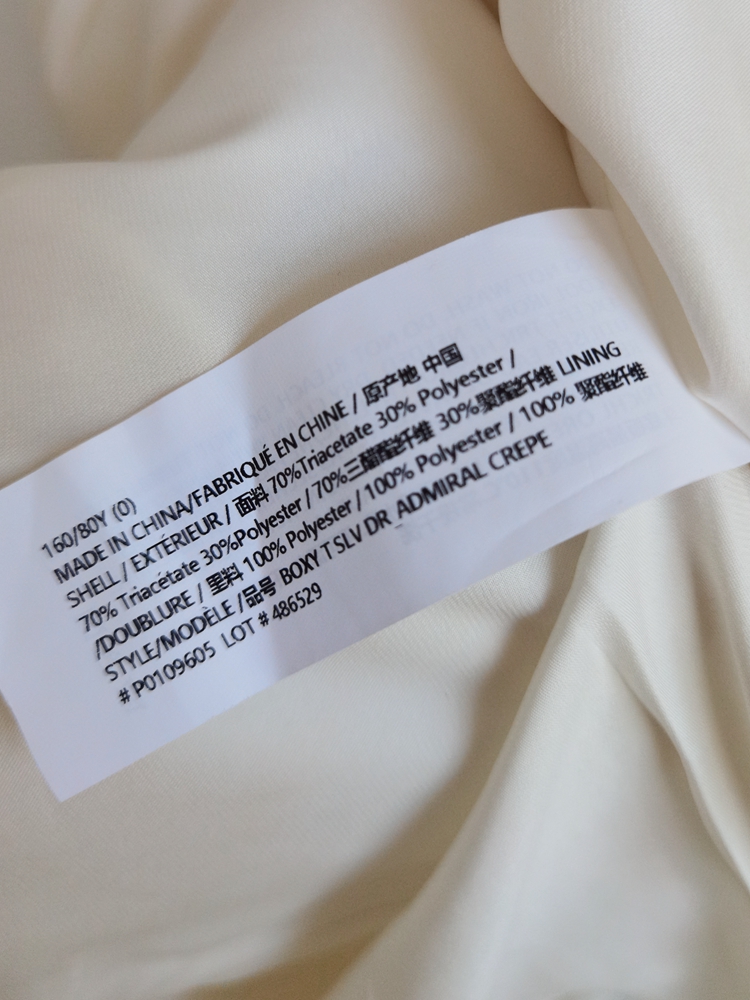 160/80Y (0)
MADE IN CHINA/FABRIQUÉ EN CHINE / 原产地 中国
SHELL / EXTÉRIEUR / 面料 70%Triacetate 30% Polyester /
70% Triacétate 30%Polyester / 70%三醋酯纤维 30%聚酯纤维 LINING
/DOUBLURE / 里料 100% Polyester / 100% Polyester / 100% 聚酯纤维
STYLE/MODÈLE /品号 BOXY T SLV DR_ADMIRAL CREPE
# P0109605 LOT # 486529